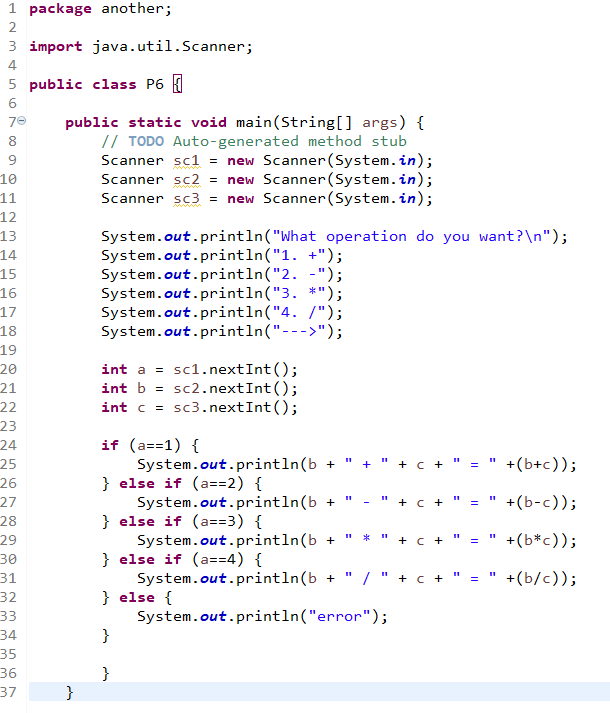 1 package another;
2
3 import java.util.Scanner;
4
5 public class P6 {
6
7 public static void main(String[] args) {
8 // TODO Auto-generated method stub
9 Scanner sc1 = new Scanner(System.in);
10 Scanner sc2 = new Scanner(System.in);
11 Scanner sc3 = new Scanner(System.in);
12
13 System.out.println("What operation do you want?\n");
14 System.out.println("1. +");
15 System.out.println("2. -");
16 System.out.println("3. *");
17 System.out.println("4. /");
18 System.out.println("--->");
19
20 int a = sc1.nextInt();
21 int b = sc2.nextInt();
22 int c = sc3.nextInt();
23
24 if (a==1) {
25 System.out.println(b + " + " + c + " = " +(b+c));
26 } else if (a==2) {
27 System.out.println(b + " - " + c + " = " +(b-c));
28 } else if (a==3) {
29 System.out.println(b + " * " + c + " = " +(b*c));
30 } else if (a==4) {
31 System.out.println(b + " / " + c + " = " +(b/c));
32 } else {
33 System.out.println("error");
34 }
35
36 }
37 }